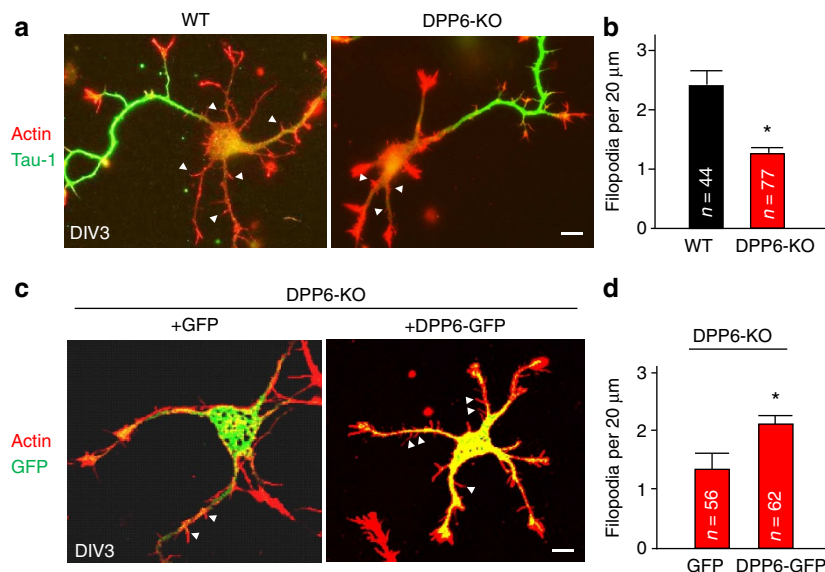 a
WT
DPP6-KO
Actin
Tau-1
DIV3
b
Filopodia per 20 μm
3
2
1
0
*
n = 44
n = 77
WT
DPP6-KO
c
DPP6-KO
+GFP
+DPP6-GFP
Actin
GFP
DIV3
d
DPP6-KO
Filopodia per 20 μm
3
2
1
0
*
n = 56
n = 62
GFP
DPP6-GFP